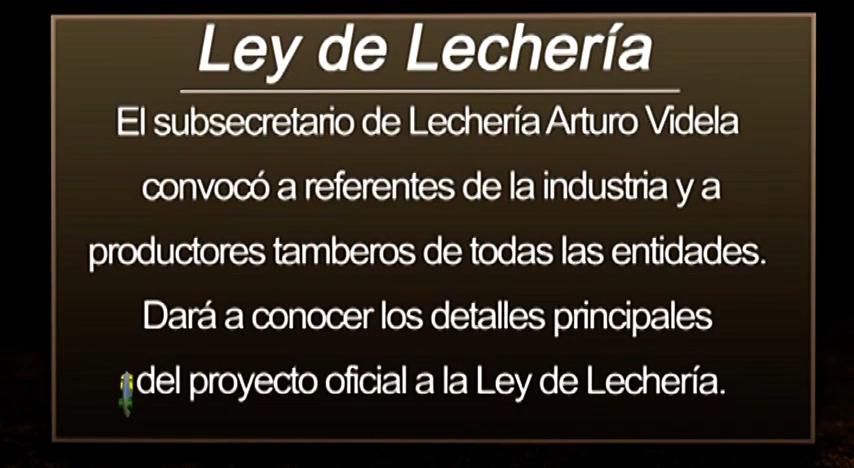 Ley de Lechería
El subsecretario de Lechería Arturo Videla
convocó a referentes de la industria y a
productores tamberos de todas las entidades.
Dará a conocer los detalles principales
del proyecto oficial a la Ley de Lechería.